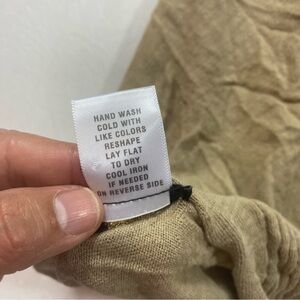 HAND WASH
COLD WITH
LIKE COLORS
RESHAPE
LAY FLAT
TO DRY
COOL IRON
IF NEEDED
ON REVERSE SIDE